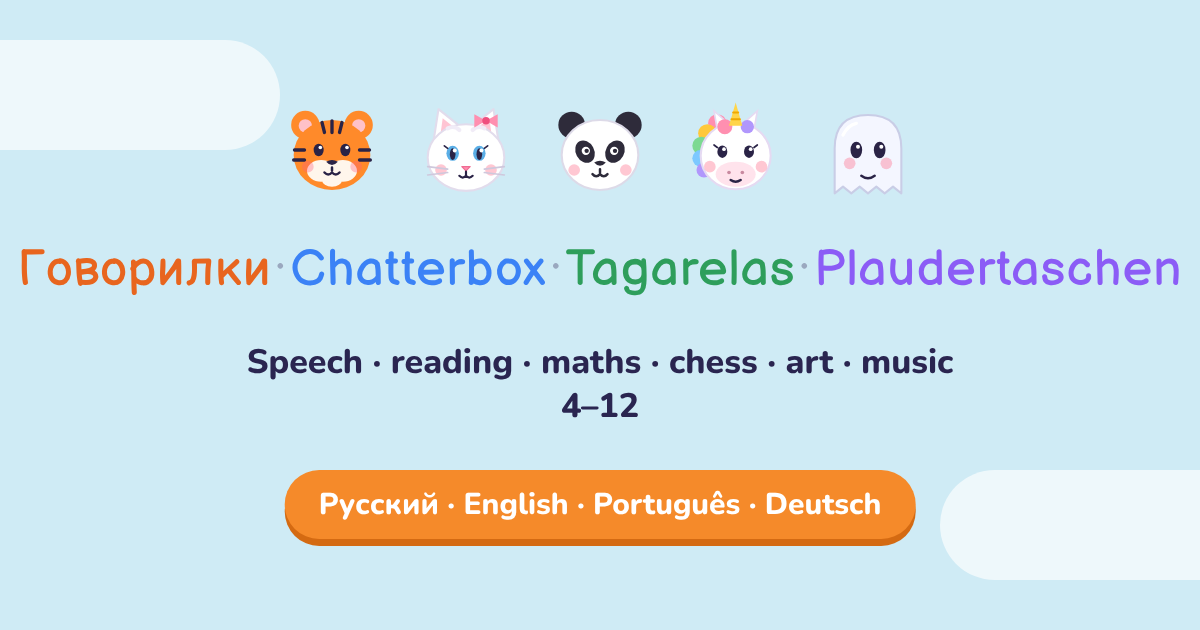 Говорилки · Chatterbox · Tagarelas · Plaudertaschen
Speech · reading · maths · chess · art · music
4–12
Русский · English · Português · Deutsch